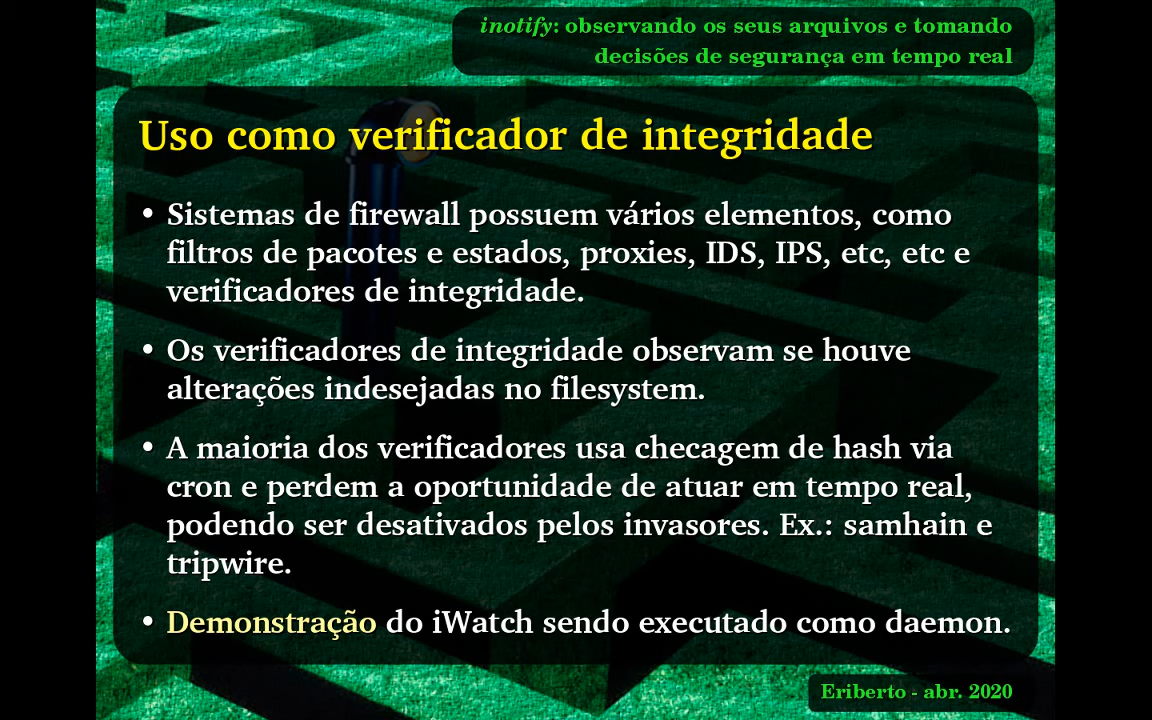 inotify: observando os seus arquivos e tomando
decisões de segurança em tempo real
Uso como verificador de integridade
• Sistemas de firewall possuem vários elementos, como
filtros de pacotes e estados, proxies, IDS, IPS, etc, etc e
verificadores de integridade.
• Os verificadores de integridade observam se houve
alterações indesejadas no filesystem.
• A maioria dos verificadores usa checagem de hash via
cron e perdem a oportunidade de atuar em tempo real,
podendo ser desativados pelos invasores. Ex.: samhain e
tripwire.
• Demonstração do iWatch sendo executado como daemon.
Eriberto - abr. 2020